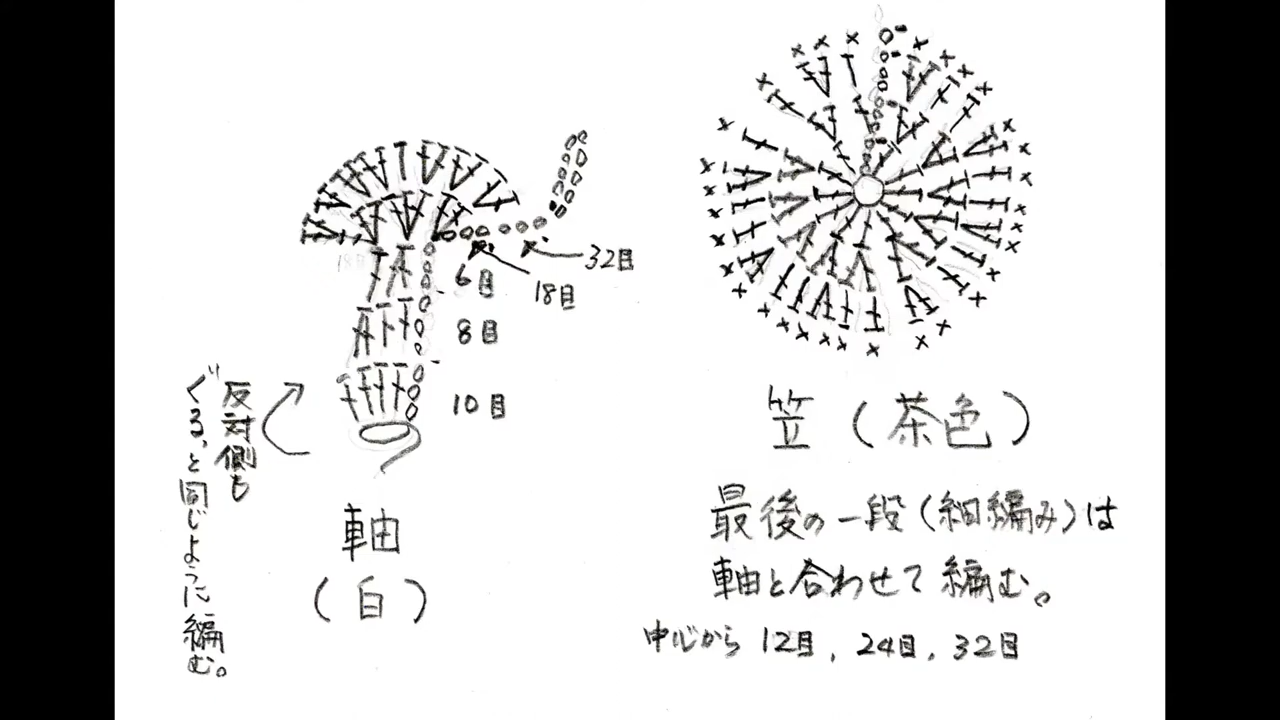 32目
18目
6目
8目
10目
反対側も
ぐるっと同じように編む。
軸
(白)
笠(茶色)
最後の一段(細編み)は
軸と合わせて編む。
中心から 12目, 24目, 32目